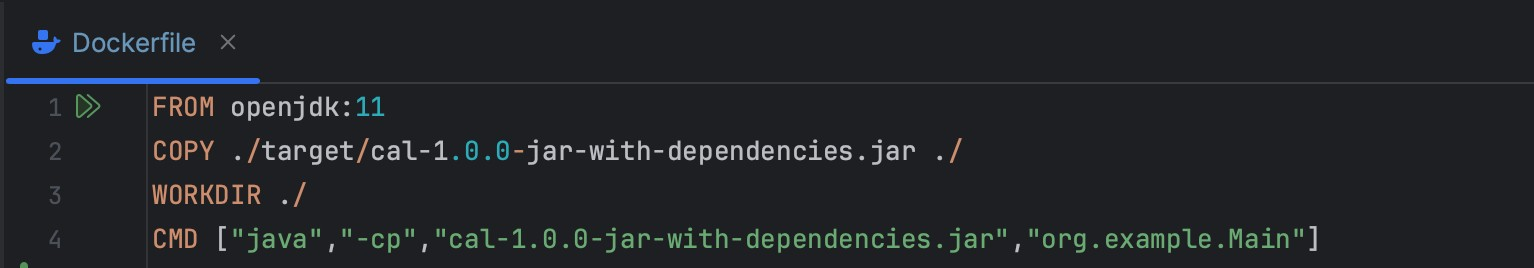 Dockerfile
1 FROM openjdk:11
2 COPY ./target/cal-1.0.0-jar-with-dependencies.jar ./
3 WORKDIR ./
4 CMD ["java","-cp","cal-1.0.0-jar-with-dependencies.jar","org.example.Main"]